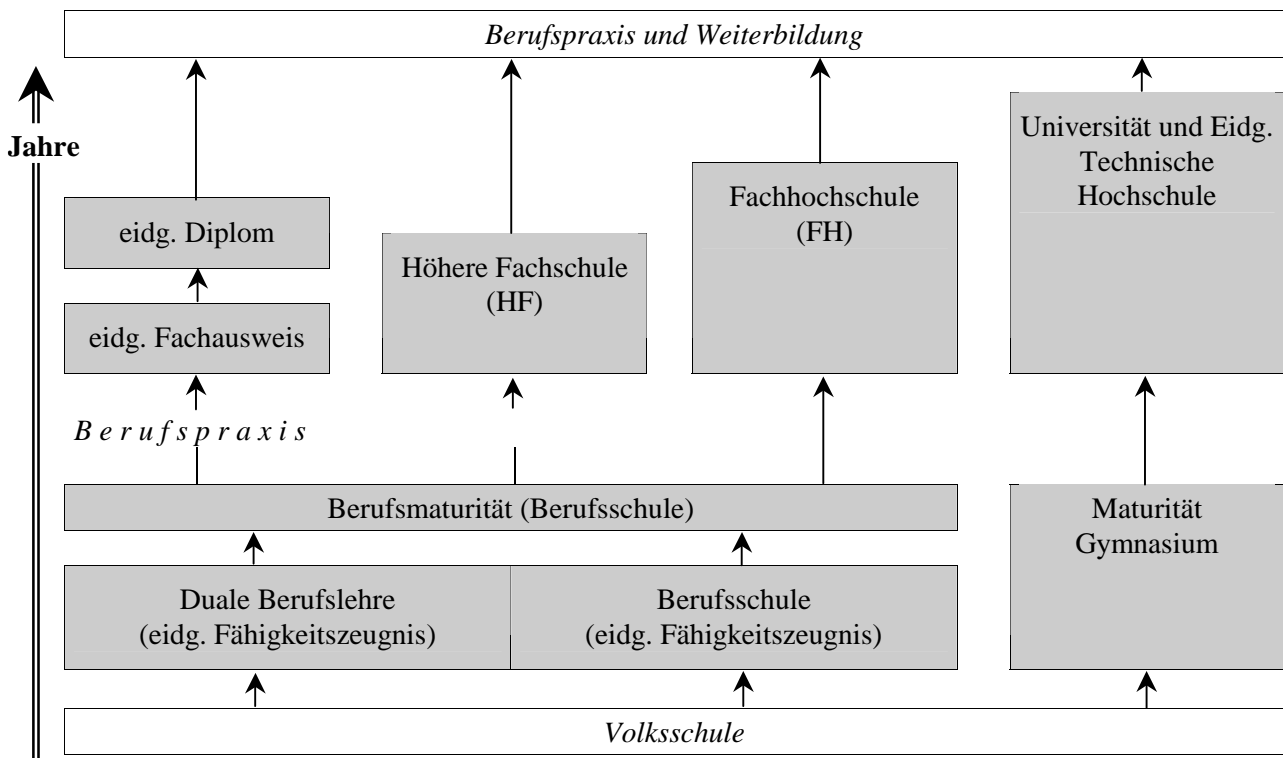 Berufspraxis und Weiterbildung
Jahre
Universität und Eidg.
Technische
Hochschule
Fachhochschule
(FH)
eidg. Diplom
Höhere Fachschule
(HF)
eidg. Fachausweis
Berufspraxis
Berufsmaturität (Berufsschule)
Maturität
Gymnasium
Duale Berufslehre
(eidg. Fähigkeitszeugnis)
Berufsschule
(eidg. Fähigkeitszeugnis)
Volksschule